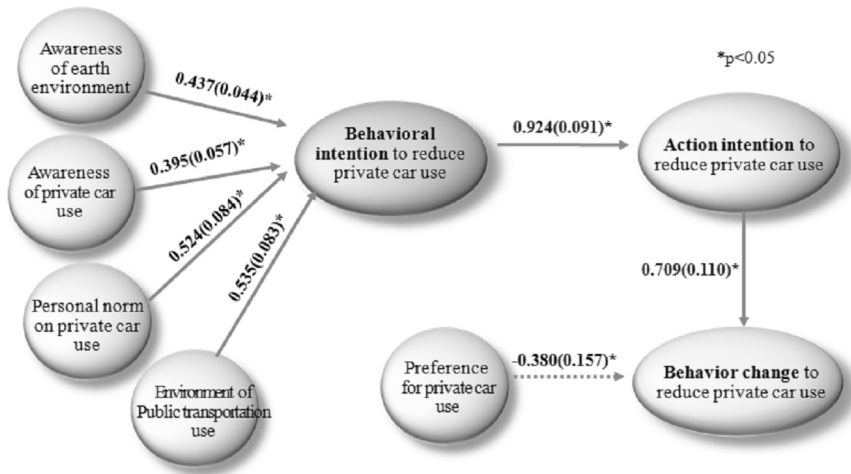 Awareness
of earth
environment
0.437(0.044)*
*p<0.05
Awareness
of private car
use
0.395(0.057)*
Behavioral
intention to reduce
private car use
0.924(0.091)*
Action intention to
reduce private car use
0.524(0.084)*
0.535(0.083)*
Personal norm
on private car
use
0.709(0.110)*
Environment of
Public transportation
use
Preference
for private car
use
-0.380(0.157)*
Behavior change to
reduce private car use